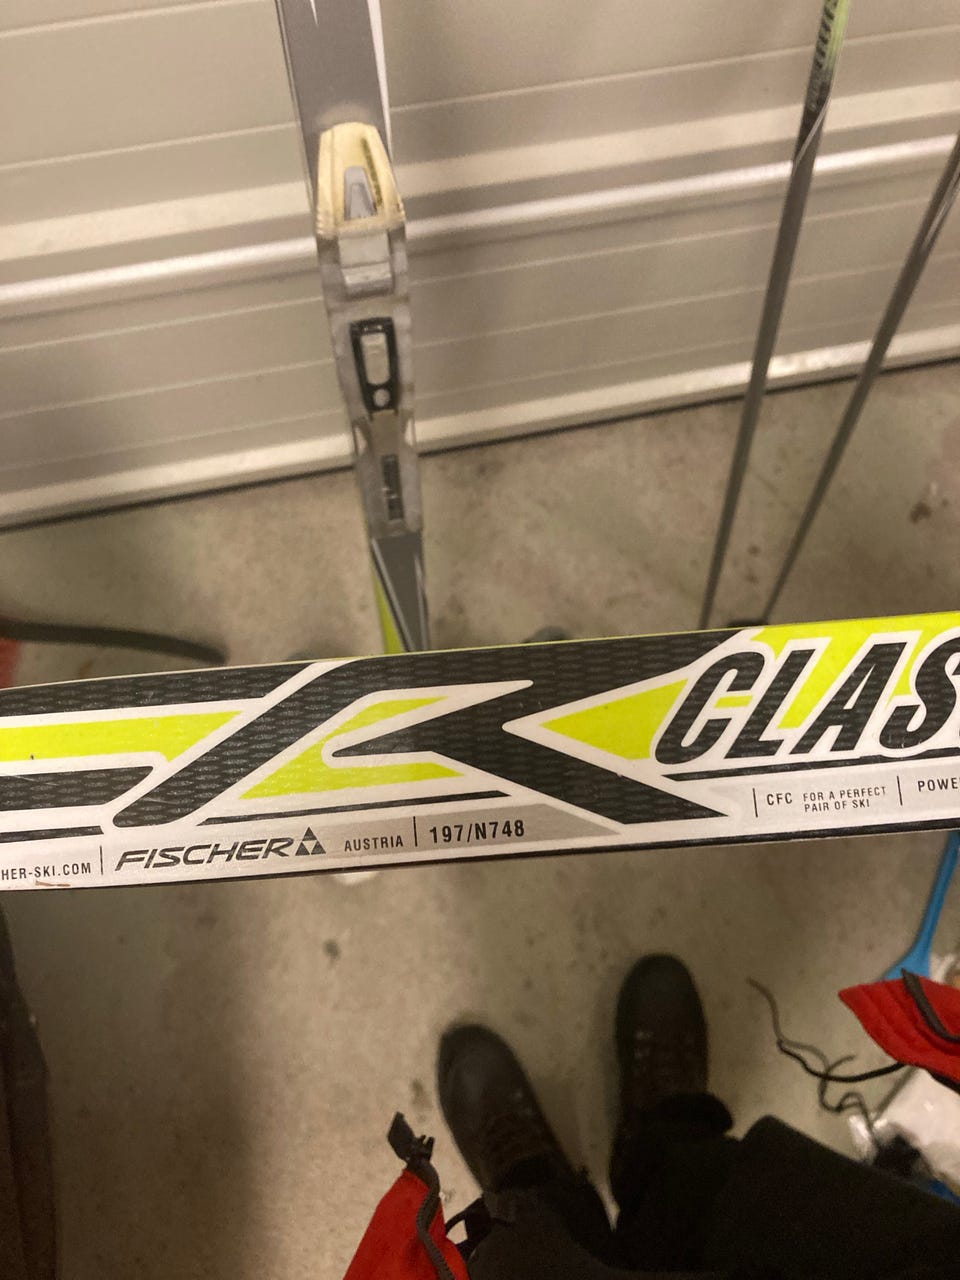 CLAS
CFC FOR A PERFECT
PAIR OF SKI
POWE
HER-SKI.COM
FISCHER
AUSTRIA
197/N748